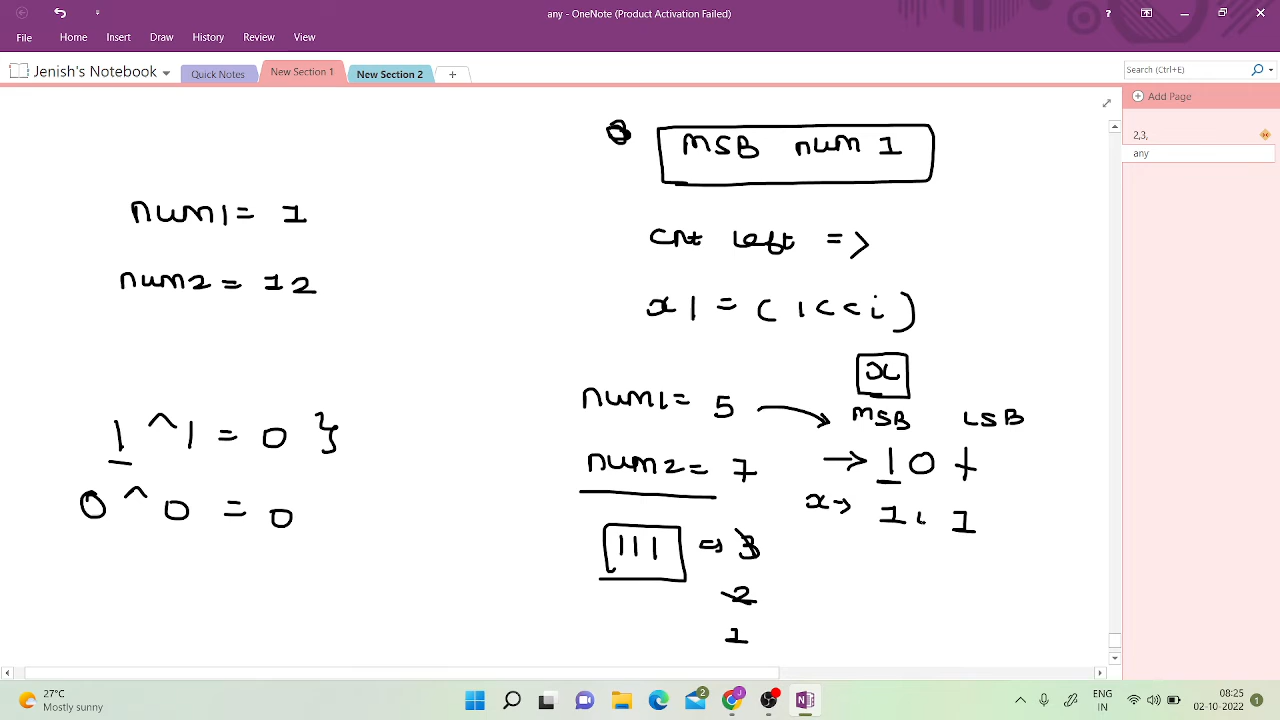 any - OneNote (Product Activation Failed)
File Home Insert Draw History Review View
Jenish's Notebook Quick Notes New Section 1 New Section 2 +
Search (Ctrl+E)
Add Page
2,3,
any
MSB num 1
num1 = 1
cnt left =>
num2 = 12
x |= (1<<i)
x
num1 = 5
MSB LSB
1 ^ 1 = 0 }
num2 = 7
→ 1 0 1
0 ^ 0 = 0
x → 1 . 1
111 => 3
2
1
27°C
Mostly sunny
2
ENG
IN
08:25
02-10-2025
1